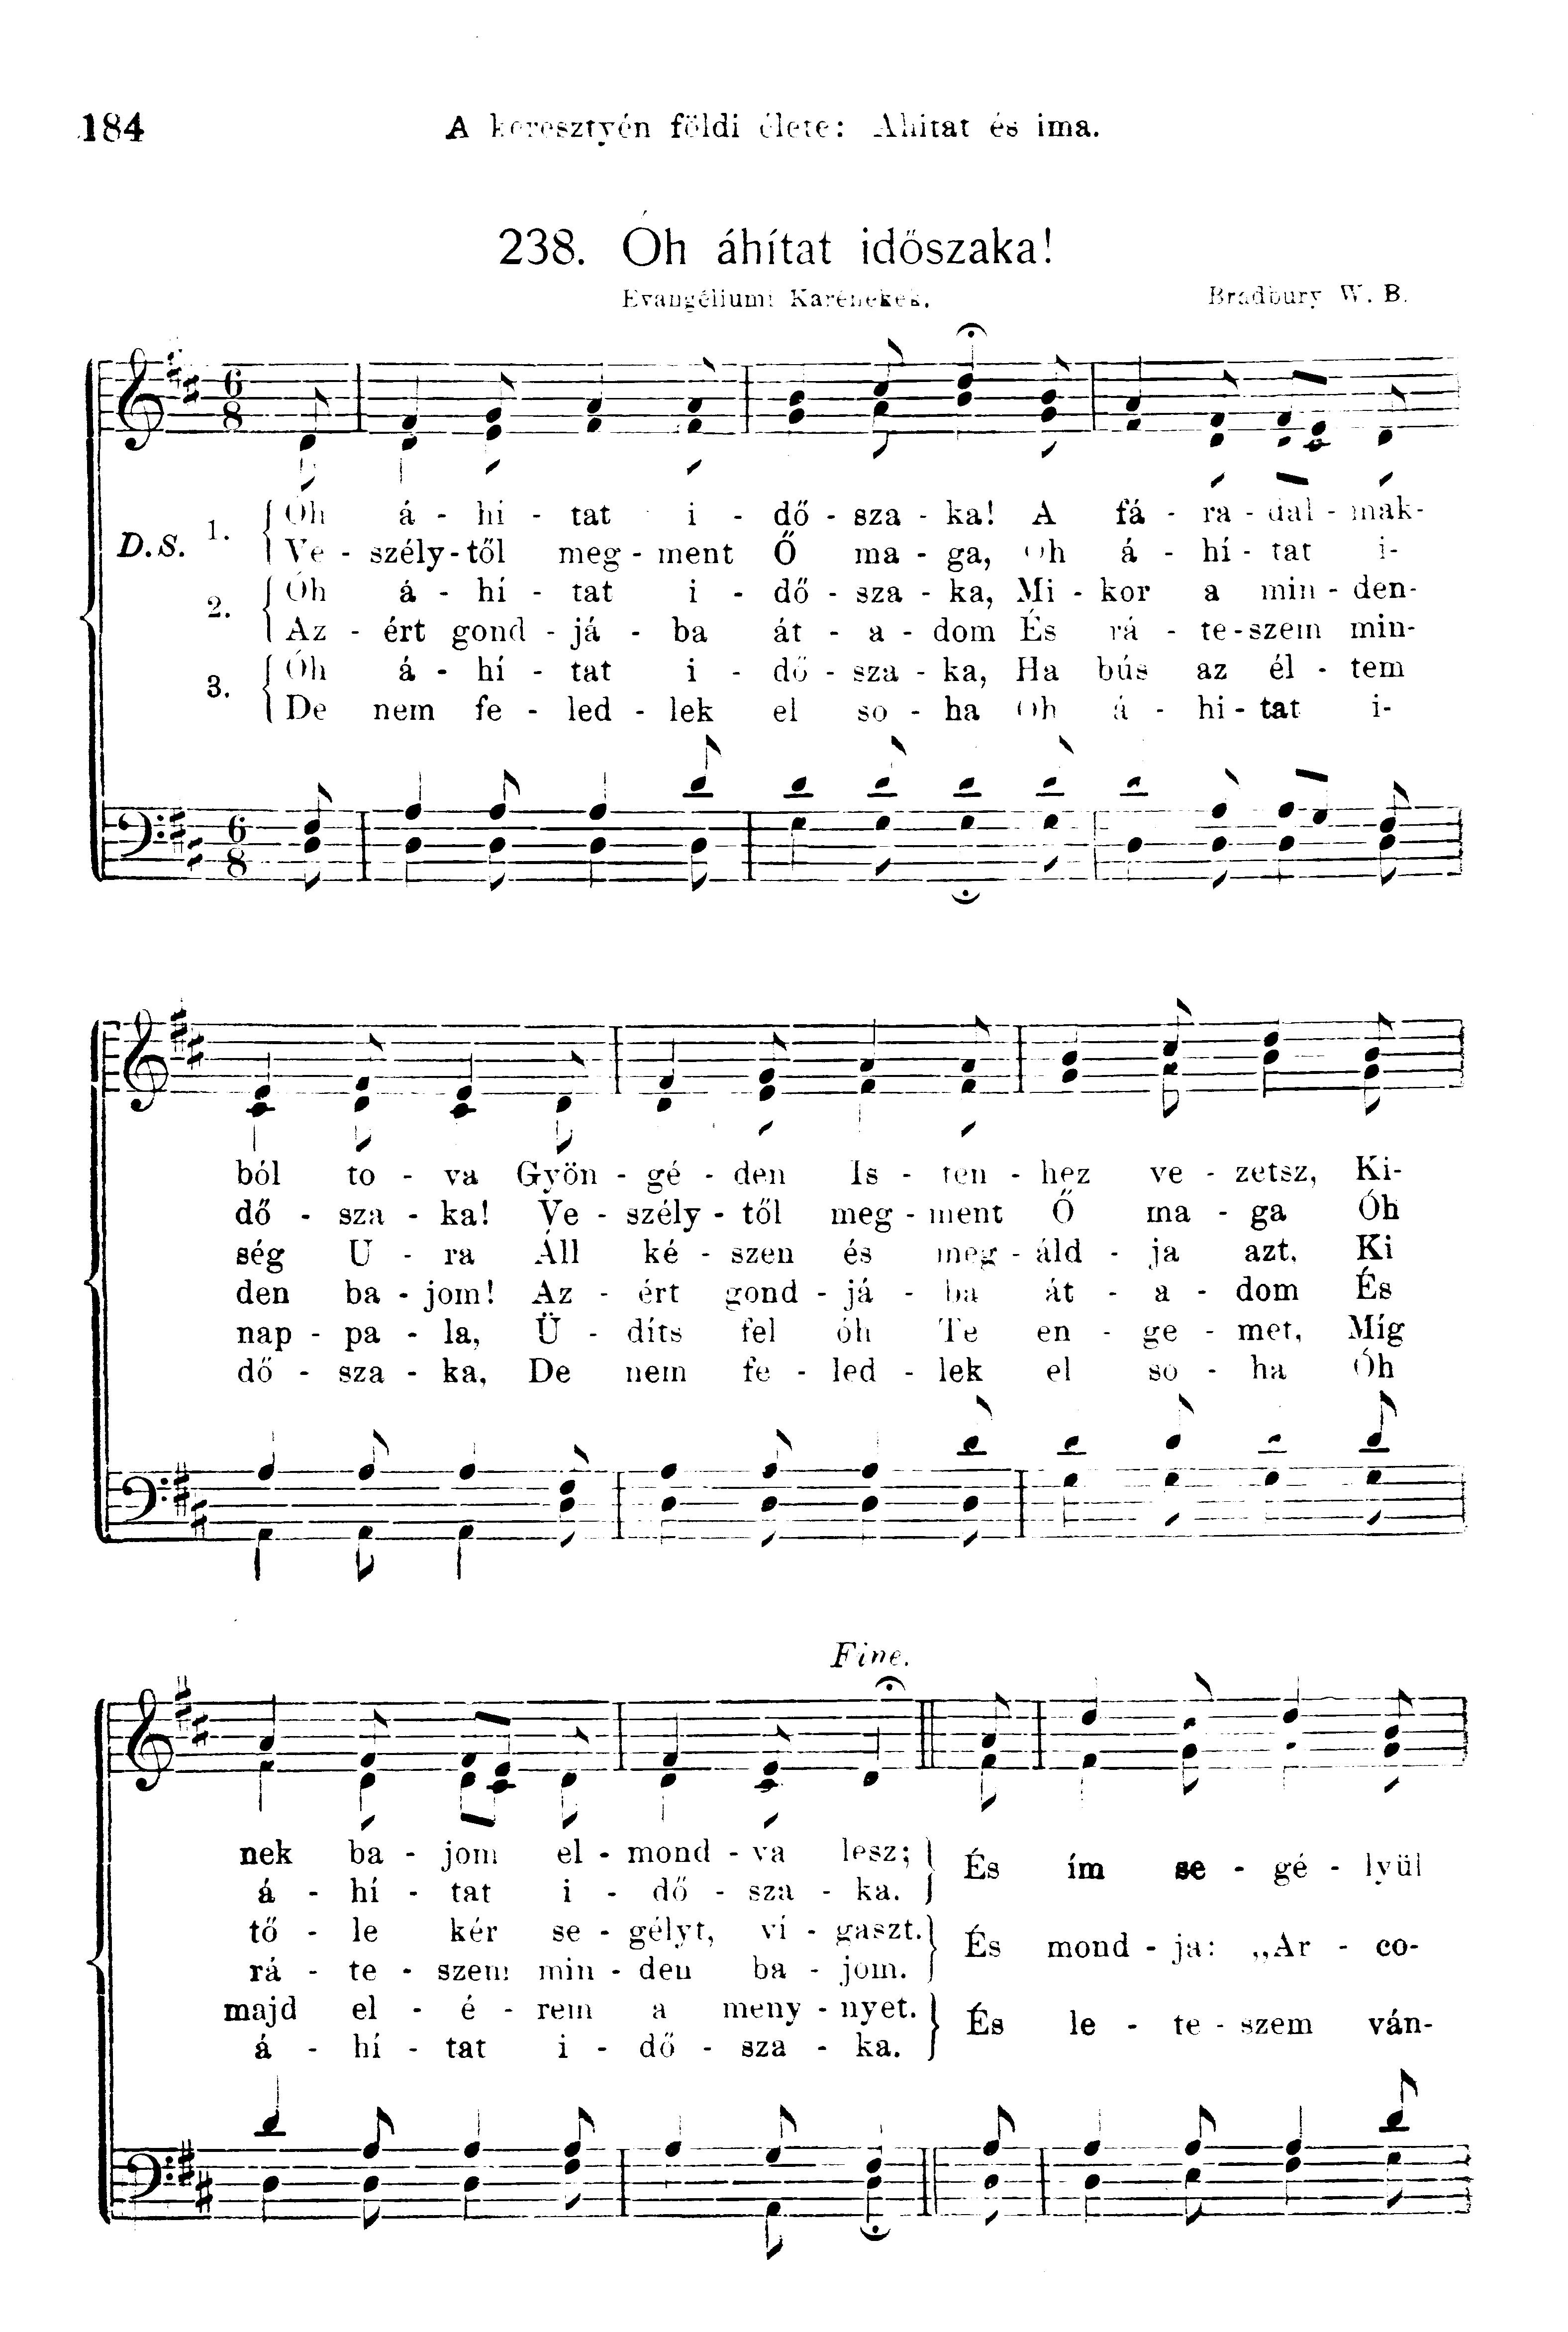 184
A keresztyén földi élete: Áhitat és ima.
238. Óh áhítat időszaka!
Evangéliumi Karénekek.
Bradbury W. B.
D.S.
1. Óh á - hí - tat i - dő - sza - ka! A fá - ra - dal - mak-
Ve - szély - től meg - ment Ő ma - ga, Oh á - hí - tat i-
2. Óh á - hí - tat i - dő - sza - ka, Mi - kor a min - den-
Az - ért gond - já - ba át - a - dom És rá - te - szem min-
3. Óh á - hí - tat i - dő - sza - ka, Ha bús az él - tem
De nem fe - led - lek el so - ha Oh á - hi - tat i-
ból to - va Gyön - gé - den Is - ten - hez ve - zetsz, Ki-
dő - sza - ka! Ve - szély - től meg - ment Ő ma - ga Óh
ség U - ra Áll ké - szen és meg - áld - ja azt. Ki
den ba - jom! Az - ért gond - já - ba át - a - dom És
nap - pa - la, Ü - díts fel óh Te en - ge - met, Míg
dő - sza - ka, De nem fe - led - lek el so - ha Óh
Fine.
nek ba - jom el - mond - va lesz; És ím se - gé - lyül
á - hí - tat i - dő - sza - ka.
tő - le kér se - gélyt, ví - gaszt. És mond - ja: „Ar - co-
rá - te - szem min - den ba - jom.
majd el - é - rem a meny - nyet. És le - te - szem ván-
á - hí - tat i - dő - sza - ka.